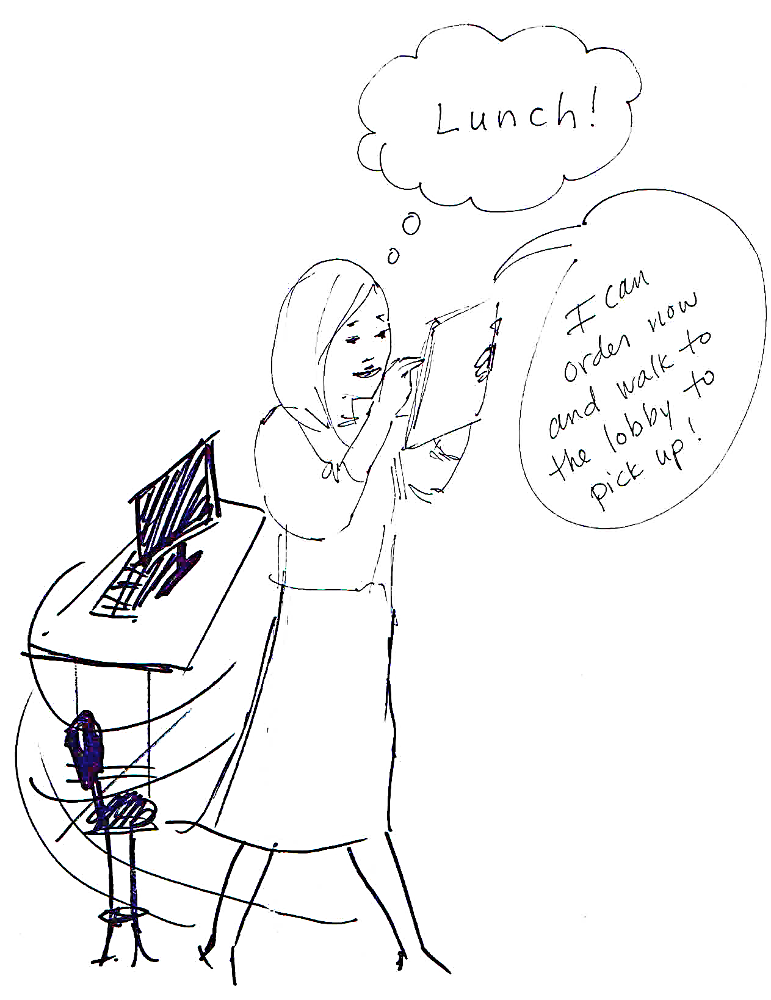 Lunch!
I can
order now
and walk to
the lobby to
pick up!